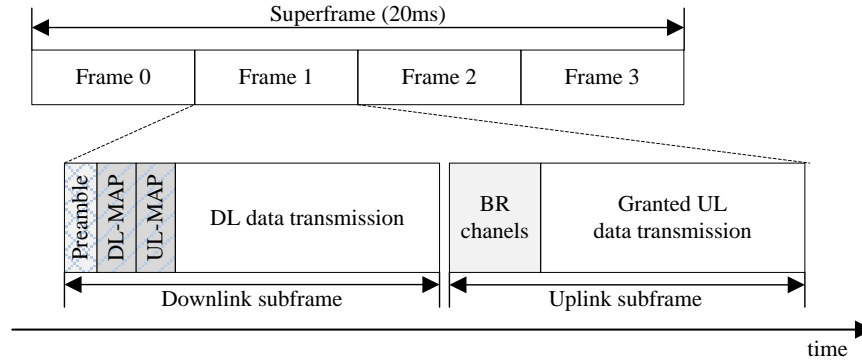 Superframe (20ms)
Frame 0
Frame 1
Frame 2
Frame 3
Preamble
DL-MAP
UL-MAP
DL data transmission
BR
chanels
Granted UL
data transmission
Downlink subframe
Uplink subframe
time